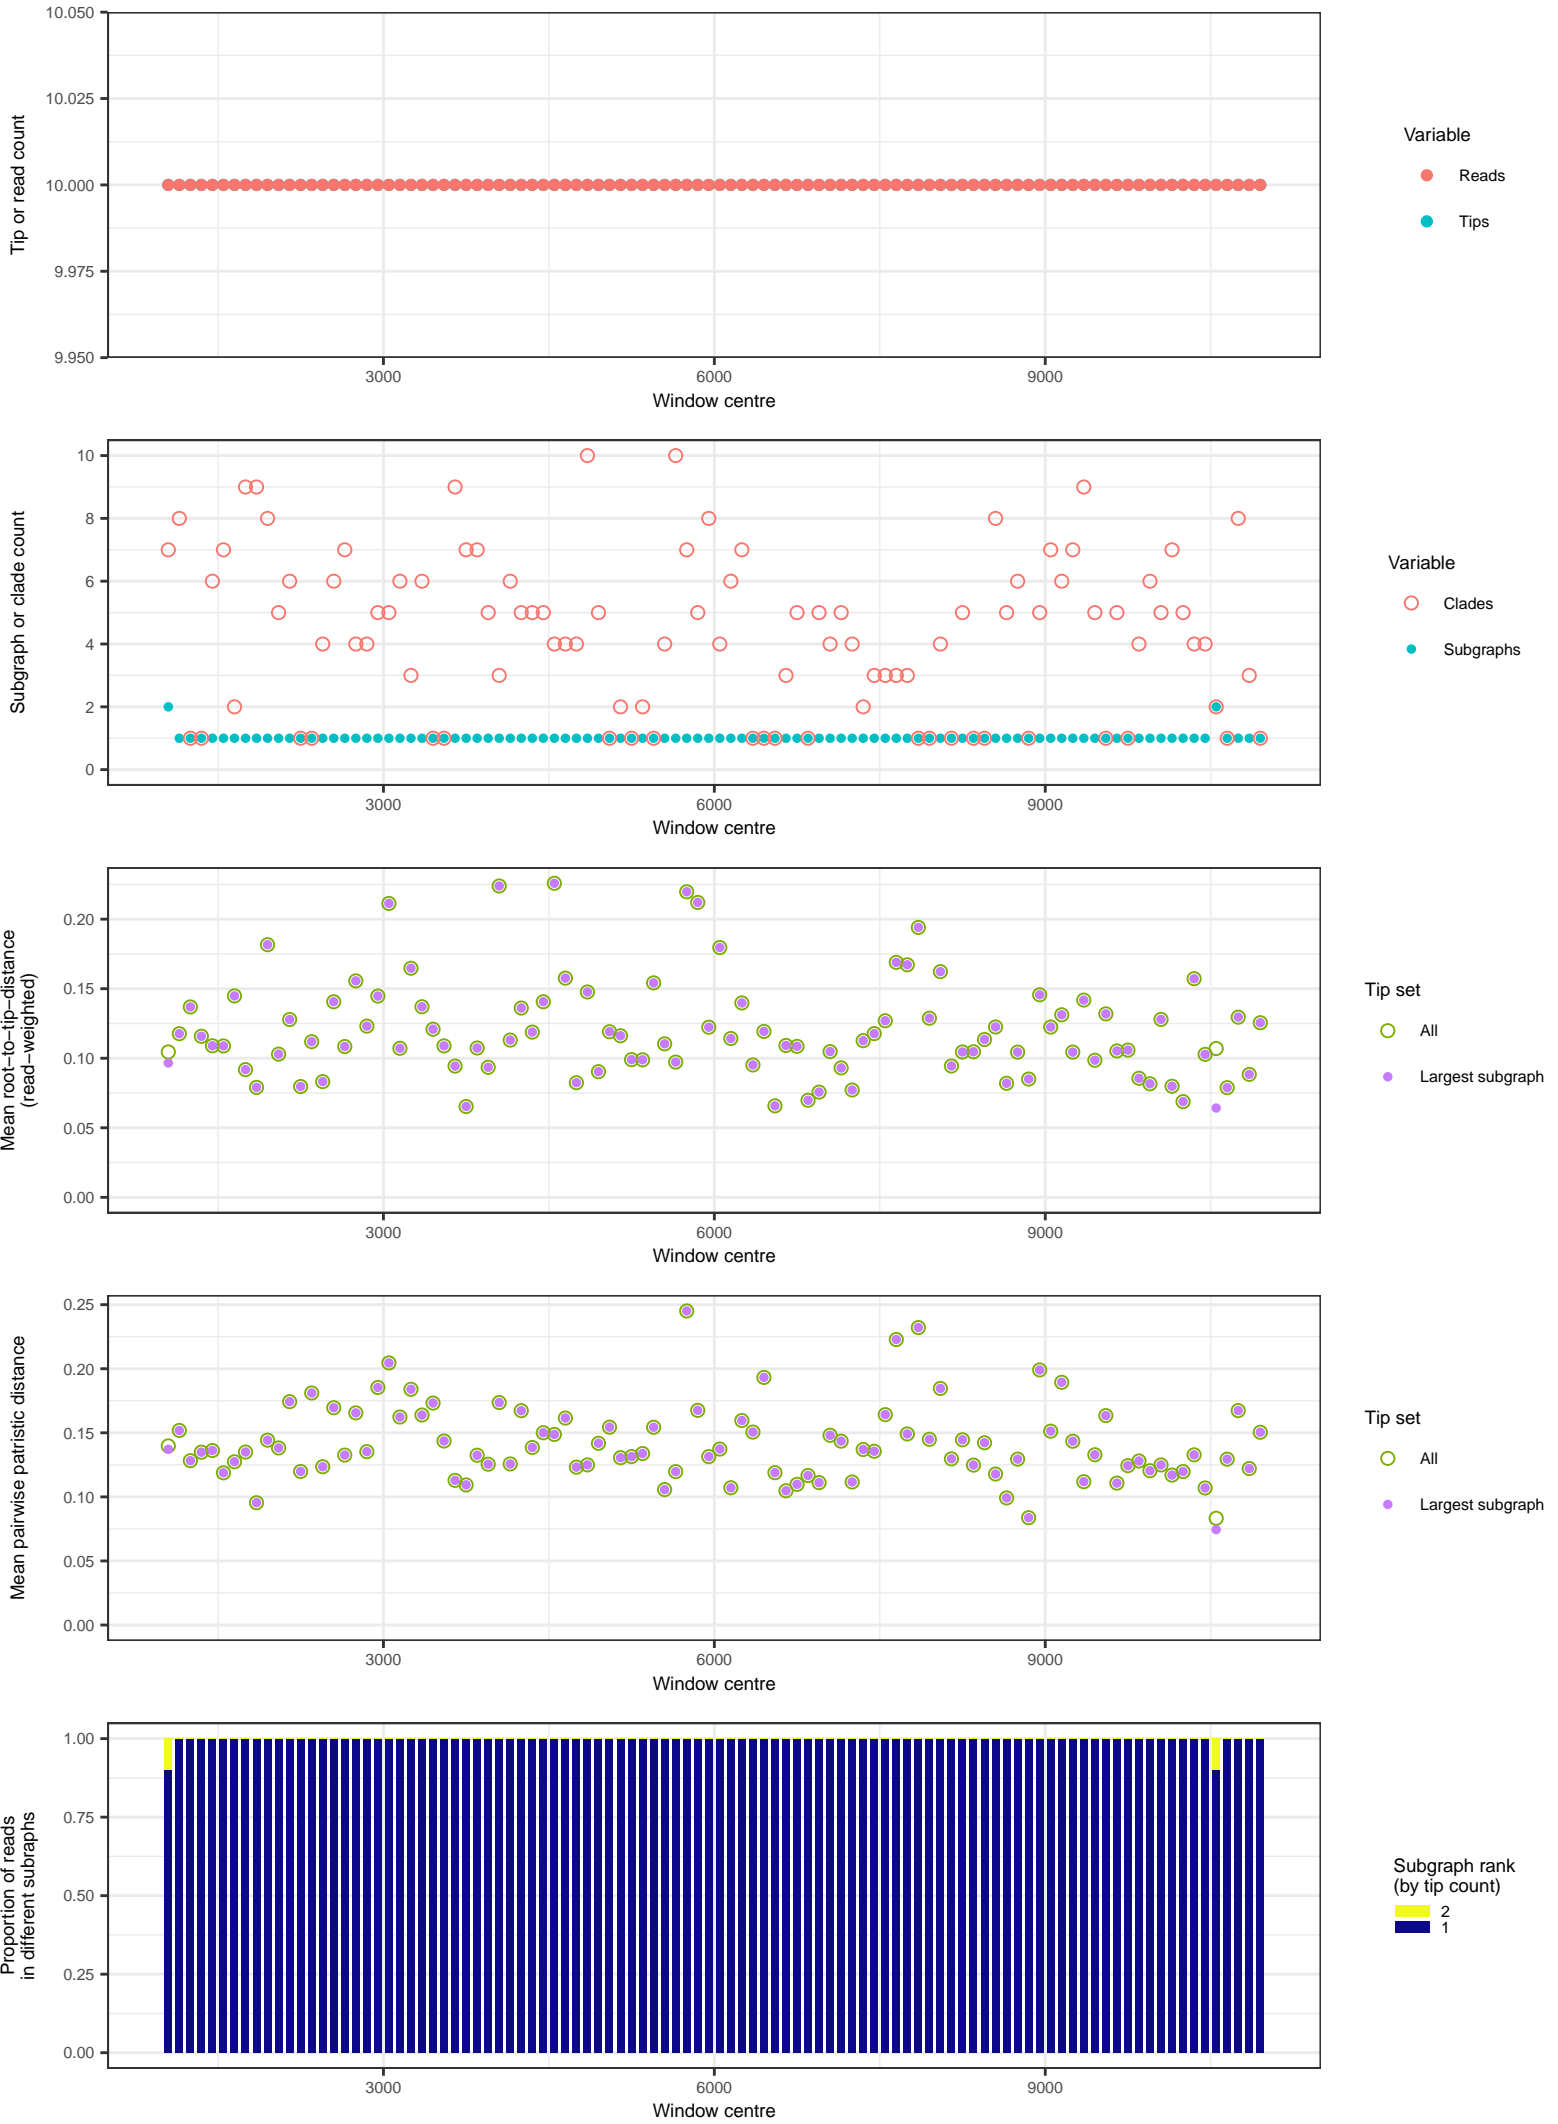 10.050
10.025
10.000
9.975
9.950
Tip or read count
3000
6000
9000
Window centre
Variable
Reads
Tips
10
8
6
4
2
0
Subgraph or clade count
3000
6000
9000
Window centre
Variable
Clades
Subgraphs
0.20
0.15
0.10
0.05
0.00
Mean root−to−tip−distance
(read−weighted)
3000
6000
9000
Window centre
Tip set
All
Largest subgraph
0.25
0.20
0.15
0.10
0.05
0.00
Mean pairwise patristic distance
3000
6000
9000
Window centre
Tip set
All
Largest subgraph
1.00
0.75
0.50
0.25
0.00
Proportion of reads
in different subraphs
3000
6000
9000
Window centre
Subgraph rank
(by tip count)
2
1